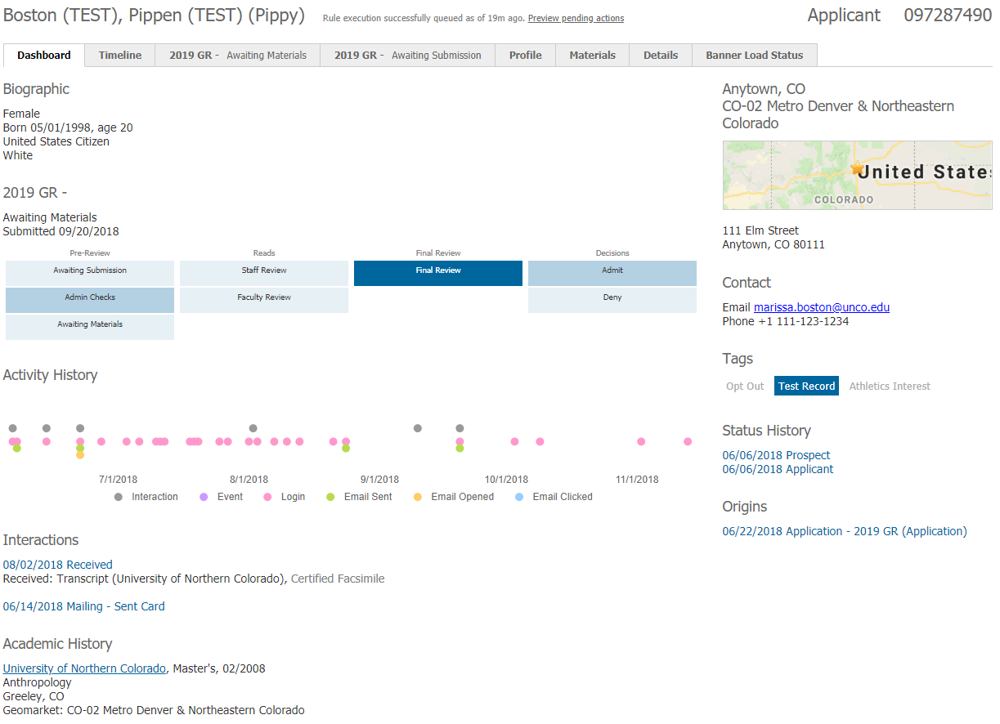 Boston (TEST), Pippen (TEST) (Pippy)
Rule execution successfully queued as of 19m ago. Preview pending actions
Applicant 097287490
Dashboard
Timeline
2019 GR - Awaiting Materials
2019 GR - Awaiting Submission
Profile
Materials
Details
Banner Load Status
Biographic
Female
Born 05/01/1998, age 20
United States Citizen
White
2019 GR -
Awaiting Materials
Submitted 09/20/2018
Pre-Review
Reads
Final Review
Decisions
Awaiting Submission
Staff Review
Final Review
Admit
Admin Checks
Faculty Review
Deny
Awaiting Materials
Activity History
7/1/2018
8/1/2018
9/1/2018
10/1/2018
11/1/2018
Interaction
Event
Login
Email Sent
Email Opened
Email Clicked
Interactions
08/02/2018 Received
Received: Transcript (University of Northern Colorado), Certified Facsimile
06/14/2018 Mailing - Sent Card
Academic History
University of Northern Colorado, Master's, 02/2008
Anthropology
Greeley, CO
Geomarket: CO-02 Metro Denver & Northeastern Colorado
Anytown, CO
CO-02 Metro Denver & Northeastern
Colorado
United States
COLORADO
111 Elm Street
Anytown, CO 80111
Contact
Email marissa.boston@unco.edu
Phone +1 111-123-1234
Tags
Opt Out
Test Record
Athletics Interest
Status History
06/06/2018 Prospect
06/06/2018 Applicant
Origins
06/22/2018 Application - 2019 GR (Application)